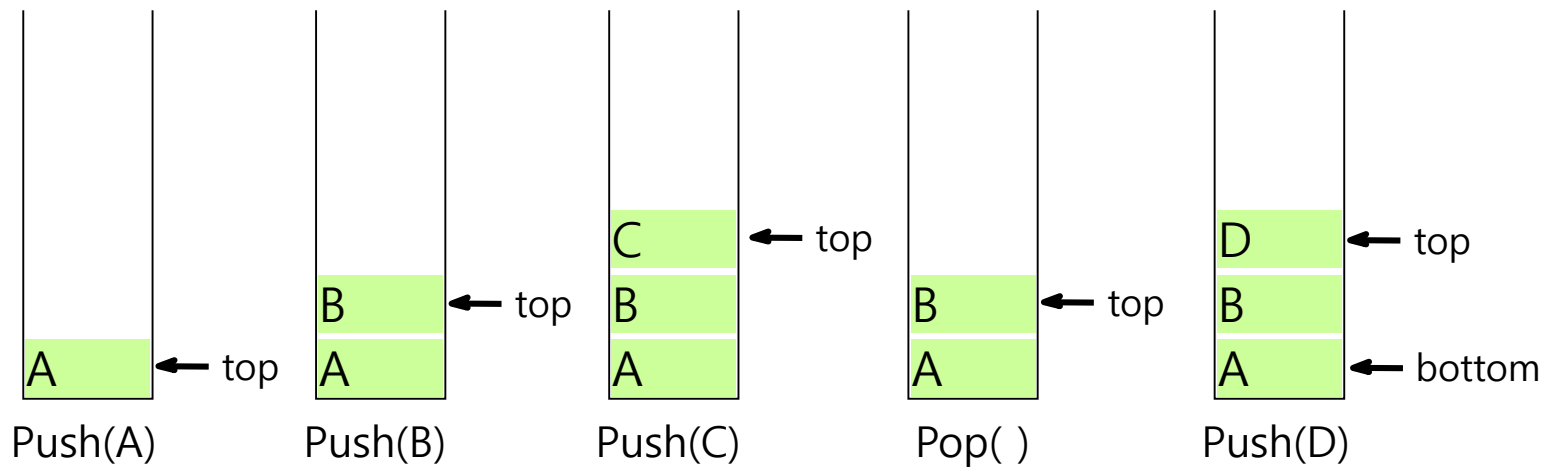 A
top
Push(A)
B
A
top
Push(B)
C
B
A
top
Push(C)
B
A
top
Pop( )
D
B
A
top
bottom
Push(D)